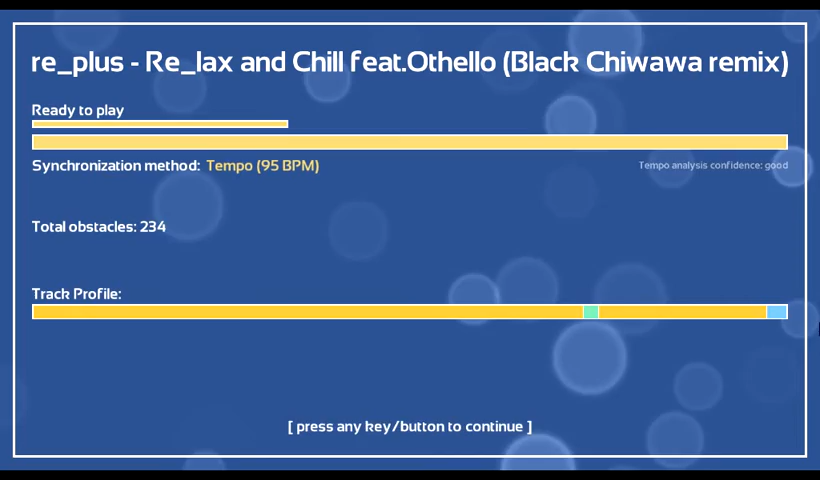 re_plus - Re_lax and Chill feat.Othello (Black Chiwawa remix)
Ready to play
Synchronization method: Tempo (95 BPM)
Tempo analysis confidence: good
Total obstacles: 234
Track Profile:
[ press any key/button to continue ]